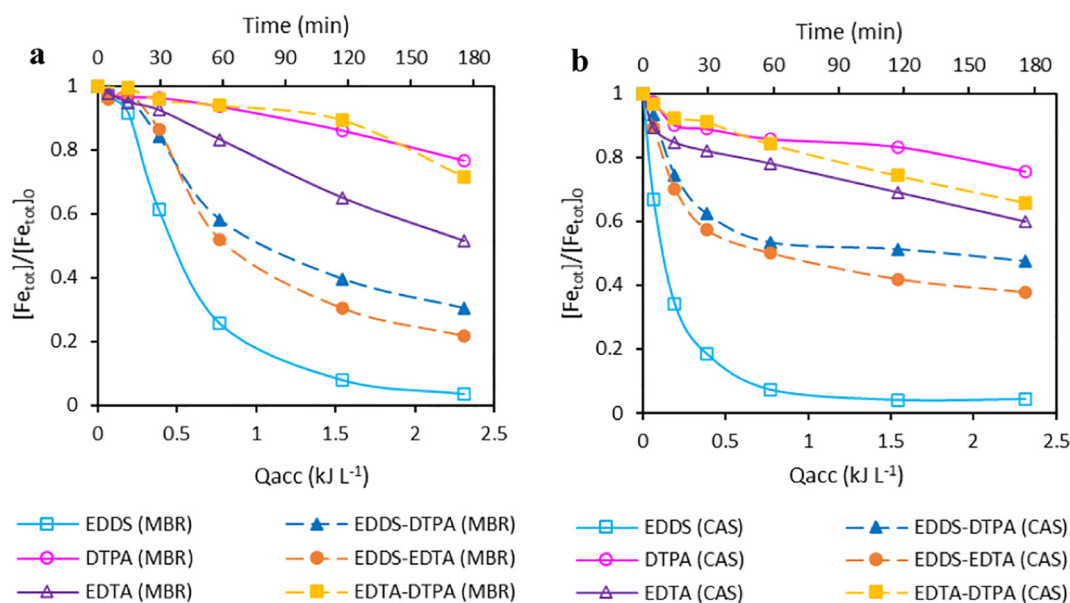 a
Time (min)
0 30 60 90 120 150 180
[Fetot]/[Fetot]0
1
0.8
0.6
0.4
0.2
0
0 0.5 1 1.5 2 2.5
Qacc (kJ L-1)
EDDS (MBR) EDDS-DTPA (MBR)
DTPA (MBR) EDDS-EDTA (MBR)
EDTA (MBR) EDTA-DTPA (MBR)
b
Time (min)
0 30 60 90 120 150 180
[Fetot]/[Fetot]0
1
0.8
0.6
0.4
0.2
0
0 0.5 1 1.5 2 2.5
Qacc (kJ L-1)
EDDS (CAS) EDDS-DTPA (CAS)
DTPA (CAS) EDDS-EDTA (CAS)
EDTA (CAS) EDTA-DTPA (CAS)